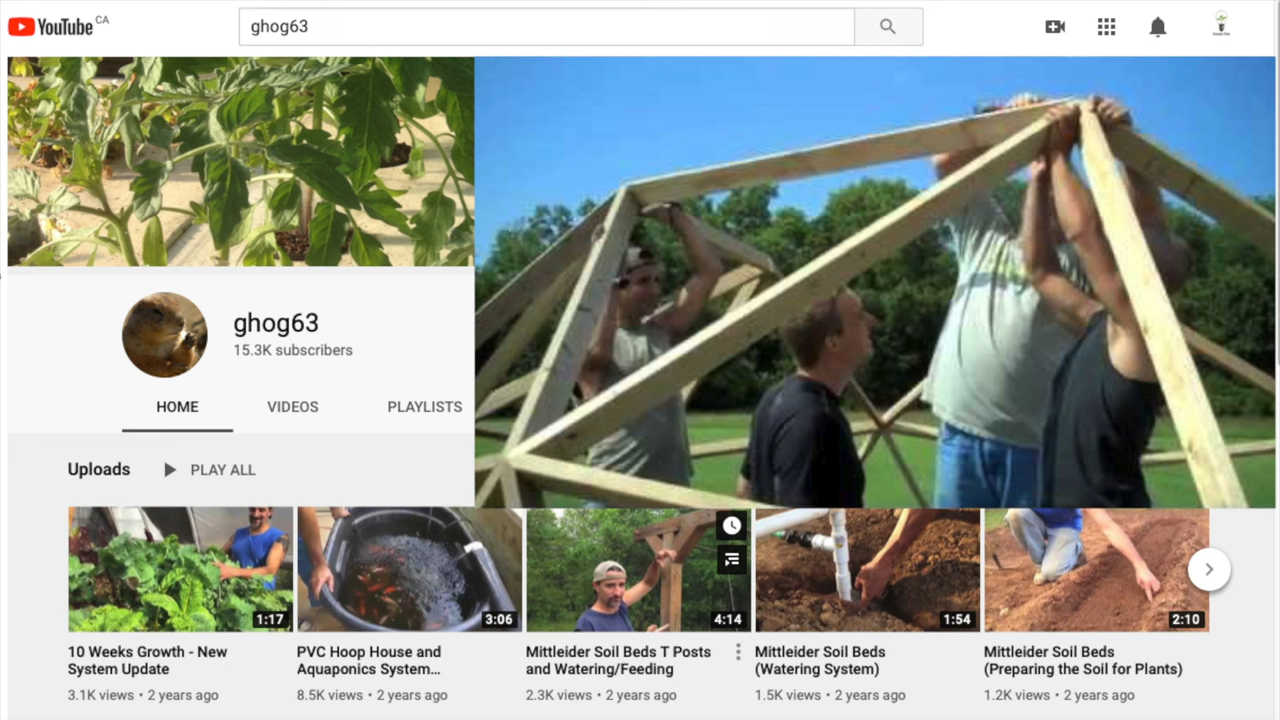 YouTube CA
ghog63
ghog63
15.3K subscribers
HOME
VIDEOS
PLAYLISTS
Uploads
PLAY ALL
1:17
3:06
4:14
1:54
2:10
10 Weeks Growth - New
System Update
3.1K views • 2 years ago
PVC Hoop House and
Aquaponics System...
8.5K views • 2 years ago
Mittleider Soil Beds T Posts
and Watering/Feeding
2.3K views • 2 years ago
Mittleider Soil Beds
(Watering System)
1.5K views • 2 years ago
Mittleider Soil Beds
(Preparing the Soil for Plants)
1.2K views • 2 years ago